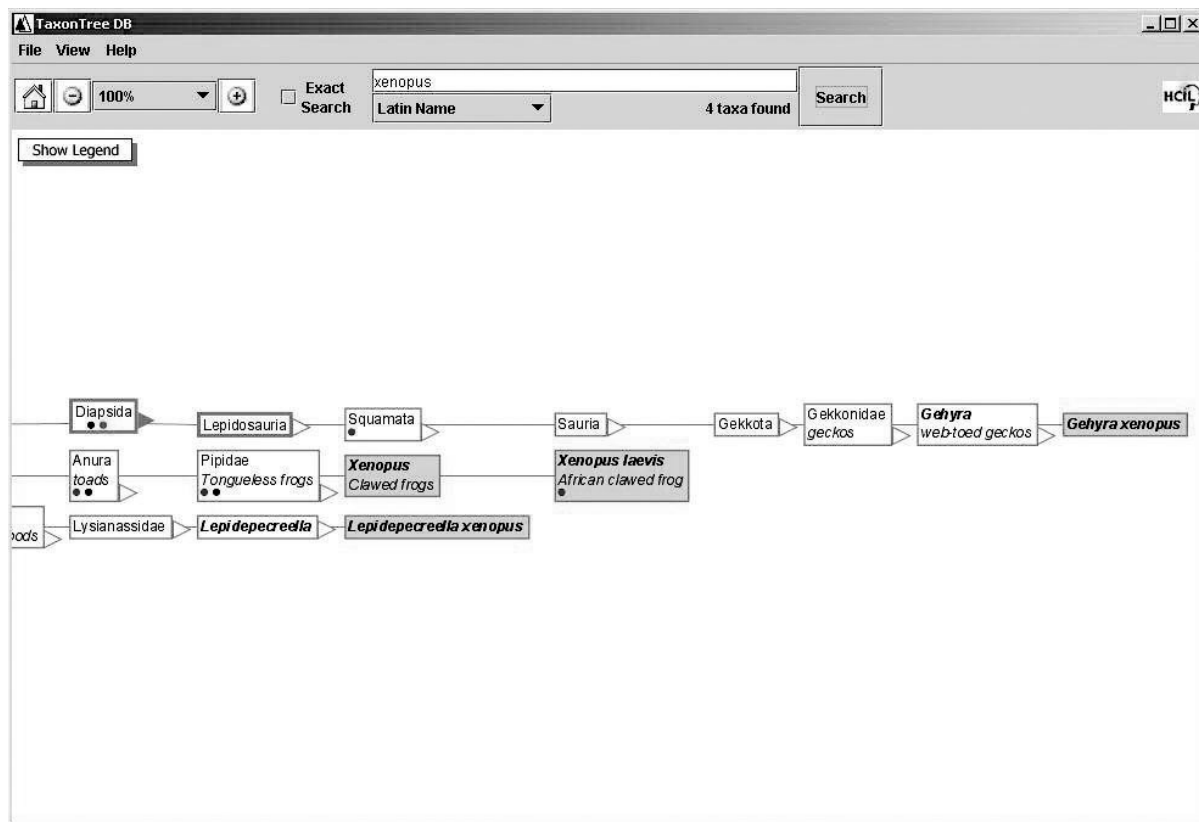 TaxonTree DB
File View Help
100%
Exact Search
xenopus
Latin Name
4 taxa found
Search
HCIL
Show Legend
Diapsida
Lepidosauria
Squamata
Sauria
Gekkota
Gekkonidae
geckos
Gehyra
web-toed geckos
Gehyra xenopus
Anura
toads
Pipidae
Tongueless frogs
Xenopus
Clawed frogs
Xenopus laevis
African clawed frog
oods
Lysianassidae
Lepidepecreella
Lepidepecreella xenopus